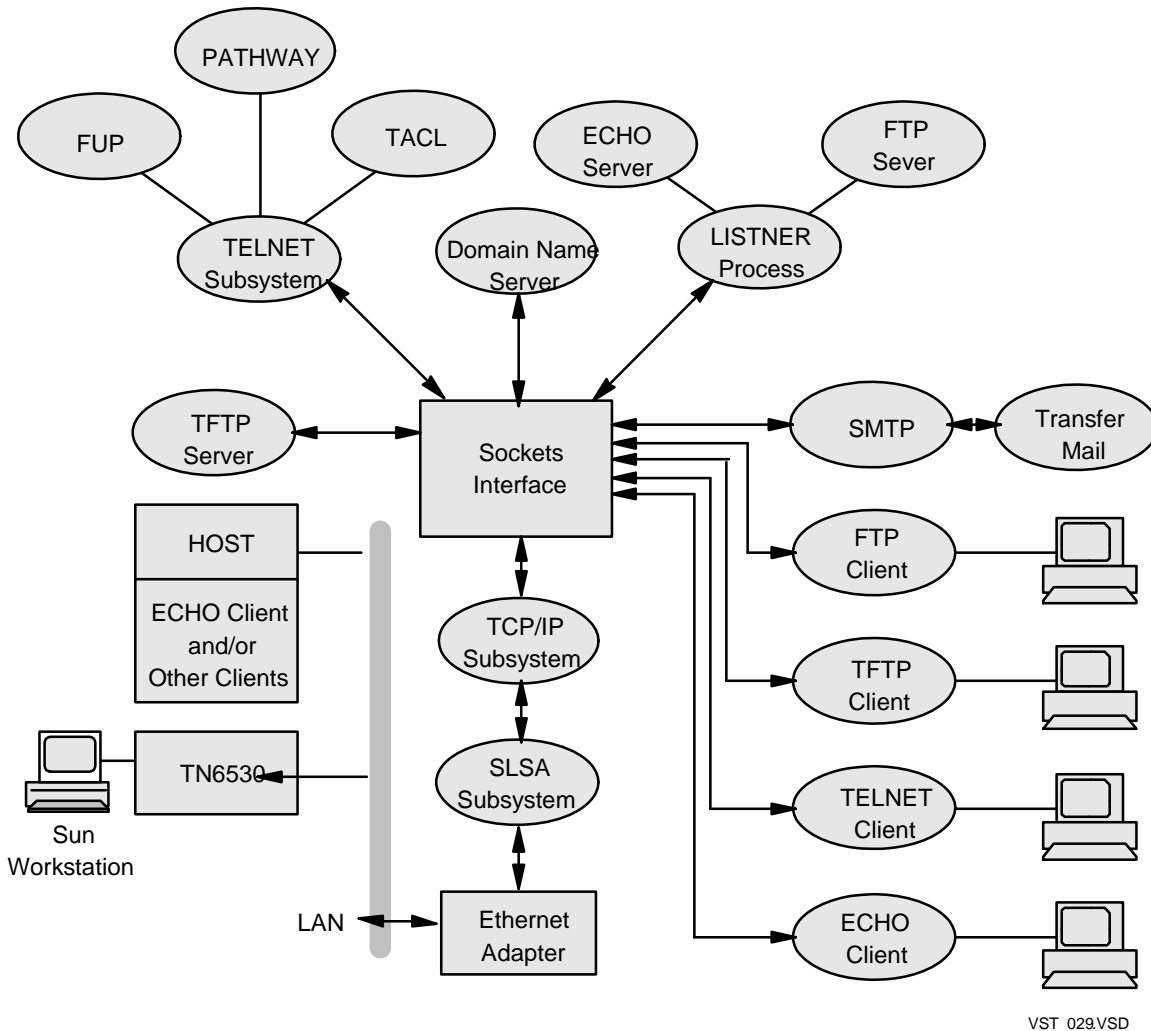 PATHWAY
FUP
TACL
ECHO
Server
FTP
Sever
TELNET
Subsystem
Domain Name
Server
LISTNER
Process
TFTP
Server
Sockets
Interface
SMTP
Transfer
Mail
HOST
ECHO Client
and/or
Other Clients
TCP/IP
Subsystem
FTP
Client
TFTP
Client
TN6530
SLSA
Subsystem
TELNET
Client
Sun
Workstation
LAN
Ethernet
Adapter
ECHO
Client
VST 029.VSD